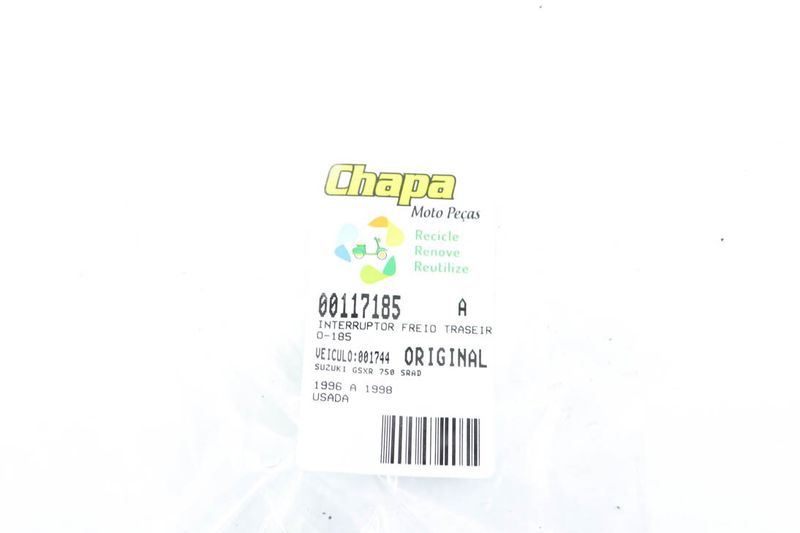 Chapa
Moto Peças
Recicle
Renove
Reutilize
00117185 A
INTERRUPTOR FREIO TRASEIR
O-185
VEICULO:001744 ORIGINAL
SUZUKI GSXR 750 SRAD
1996 A 1998
USADA